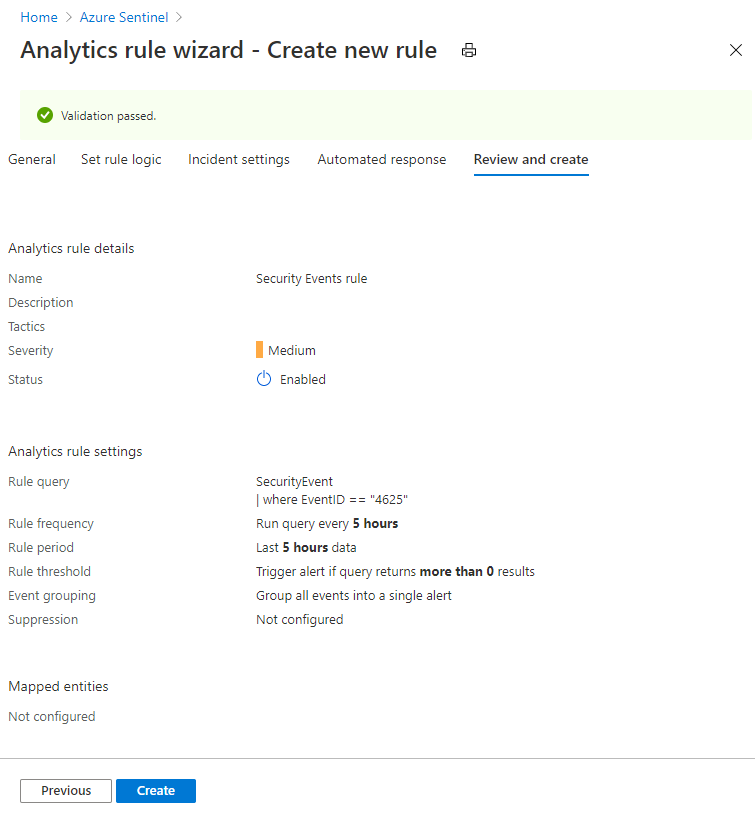 Home > Azure Sentinel >
Analytics rule wizard - Create new rule
Validation passed.
General Set rule logic Incident settings Automated response Review and create
Analytics rule details
Name Security Events rule
Description
Tactics
Severity Medium
Status Enabled
Analytics rule settings
Rule query SecurityEvent
| where EventID == "4625"
Rule frequency Run query every 5 hours
Rule period Last 5 hours data
Rule threshold Trigger alert if query returns more than 0 results
Event grouping Group all events into a single alert
Suppression Not configured
Mapped entities
Not configured
Previous Create